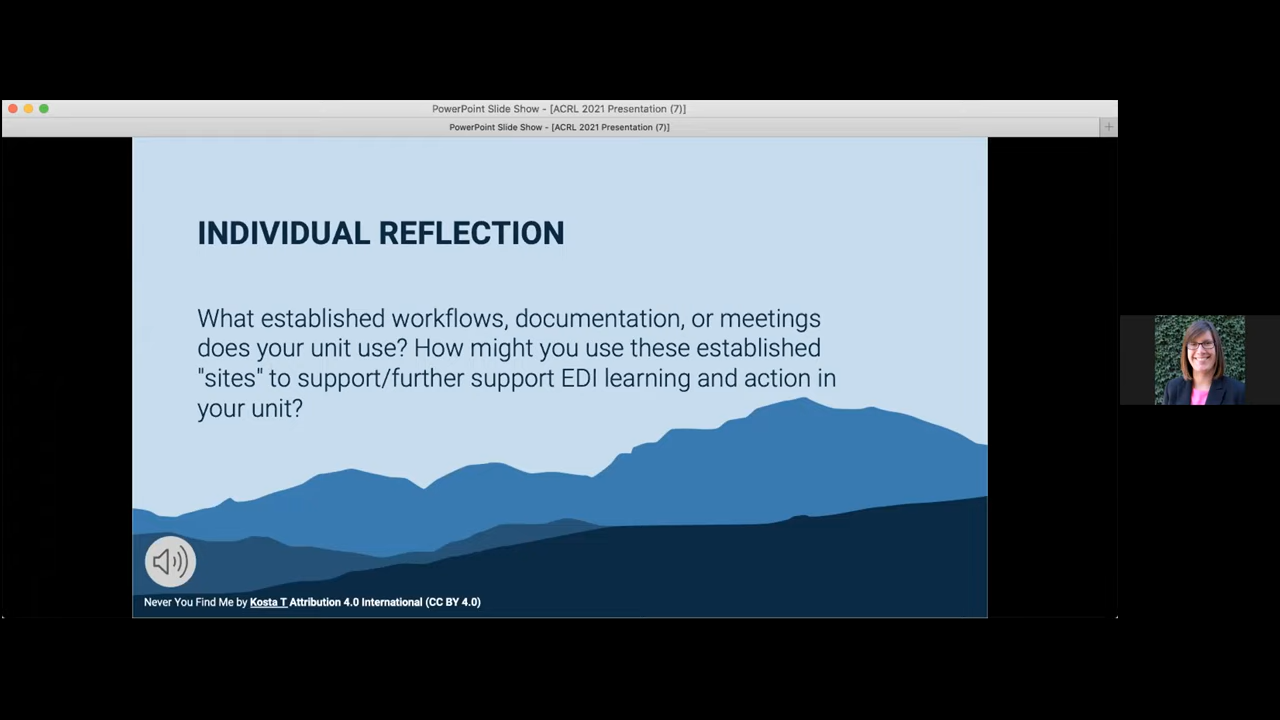 PowerPoint Slide Show - [ACRL 2021 Presentation (7)]
PowerPoint Slide Show - [ACRL 2021 Presentation (7)]
INDIVIDUAL REFLECTION
What established workflows, documentation, or meetings
does your unit use? How might you use these established
"sites" to support/further support EDI learning and action in
your unit?
Never You Find Me by Kosta T Attribution 4.0 International (CC BY 4.0)